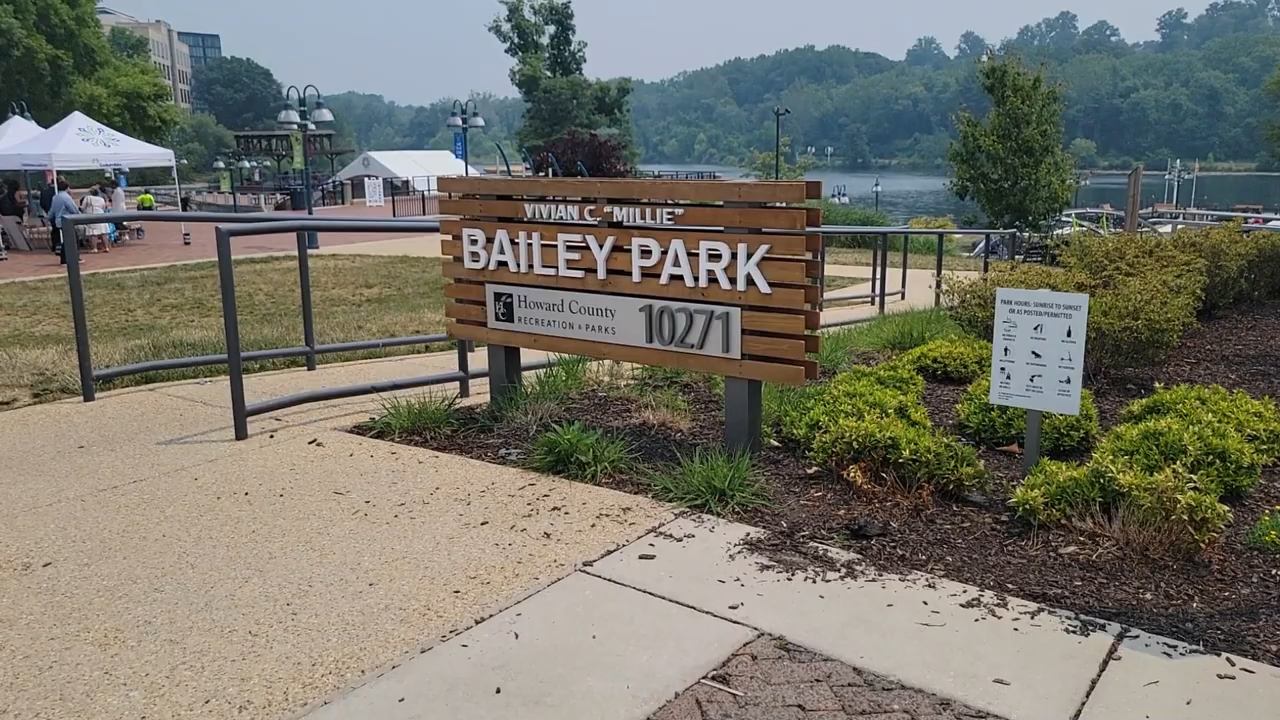 VIVIAN C. "MILLIE"
BAILEY PARK
Howard County
RECREATION & PARKS
10271
PARK HOURS: SUNRISE TO SUNSET
OR AS POSTED/PERMITTED